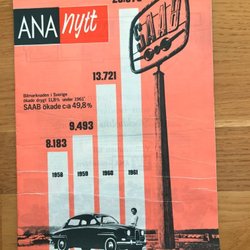 ANA nytt
SAAB
13.721
Bilmarknaden i Sverige
ökade drygt 11,8% under 1961
SAAB ökade c:a 49,8%
9.493
8.183
1958 1959 1960 1961